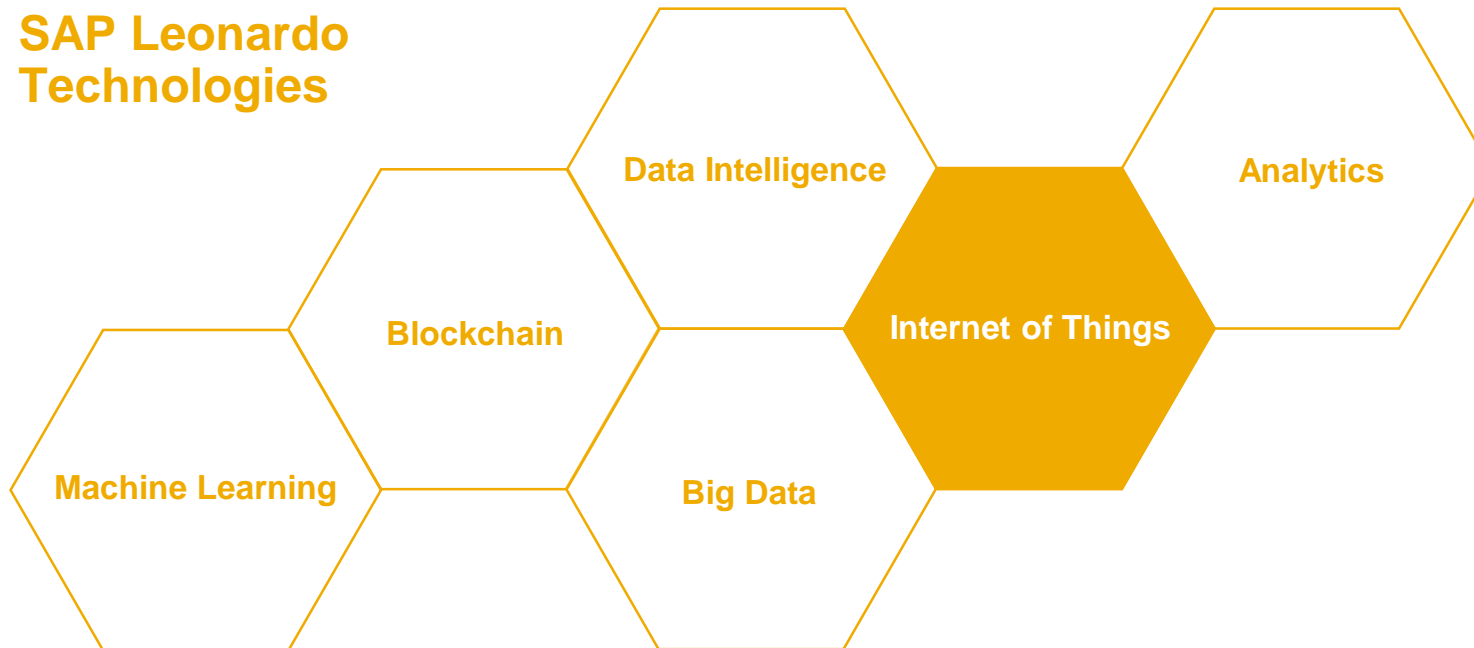 SAP Leonardo
Technologies
Data Intelligence
Analytics
Blockchain
Internet of Things
Machine Learning
Big Data